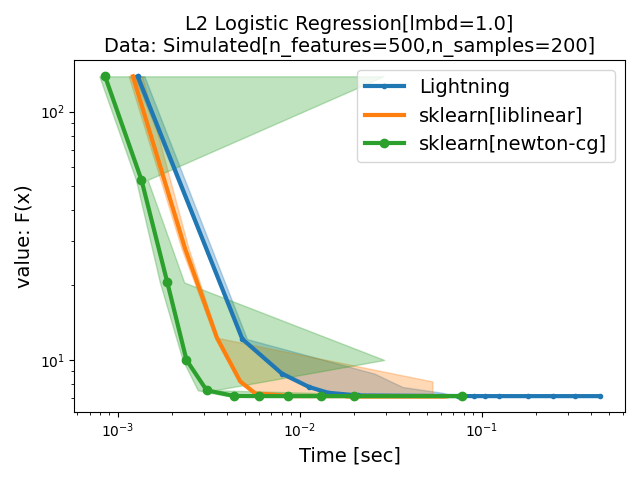 L2 Logistic Regression[lmbd=1.0]
Data: Simulated[n_features=500,n_samples=200]
value: F(x)
10²
10¹
Lightning
sklearn[liblinear]
sklearn[newton-cg]
10⁻³
10⁻²
10⁻¹
Time [sec]